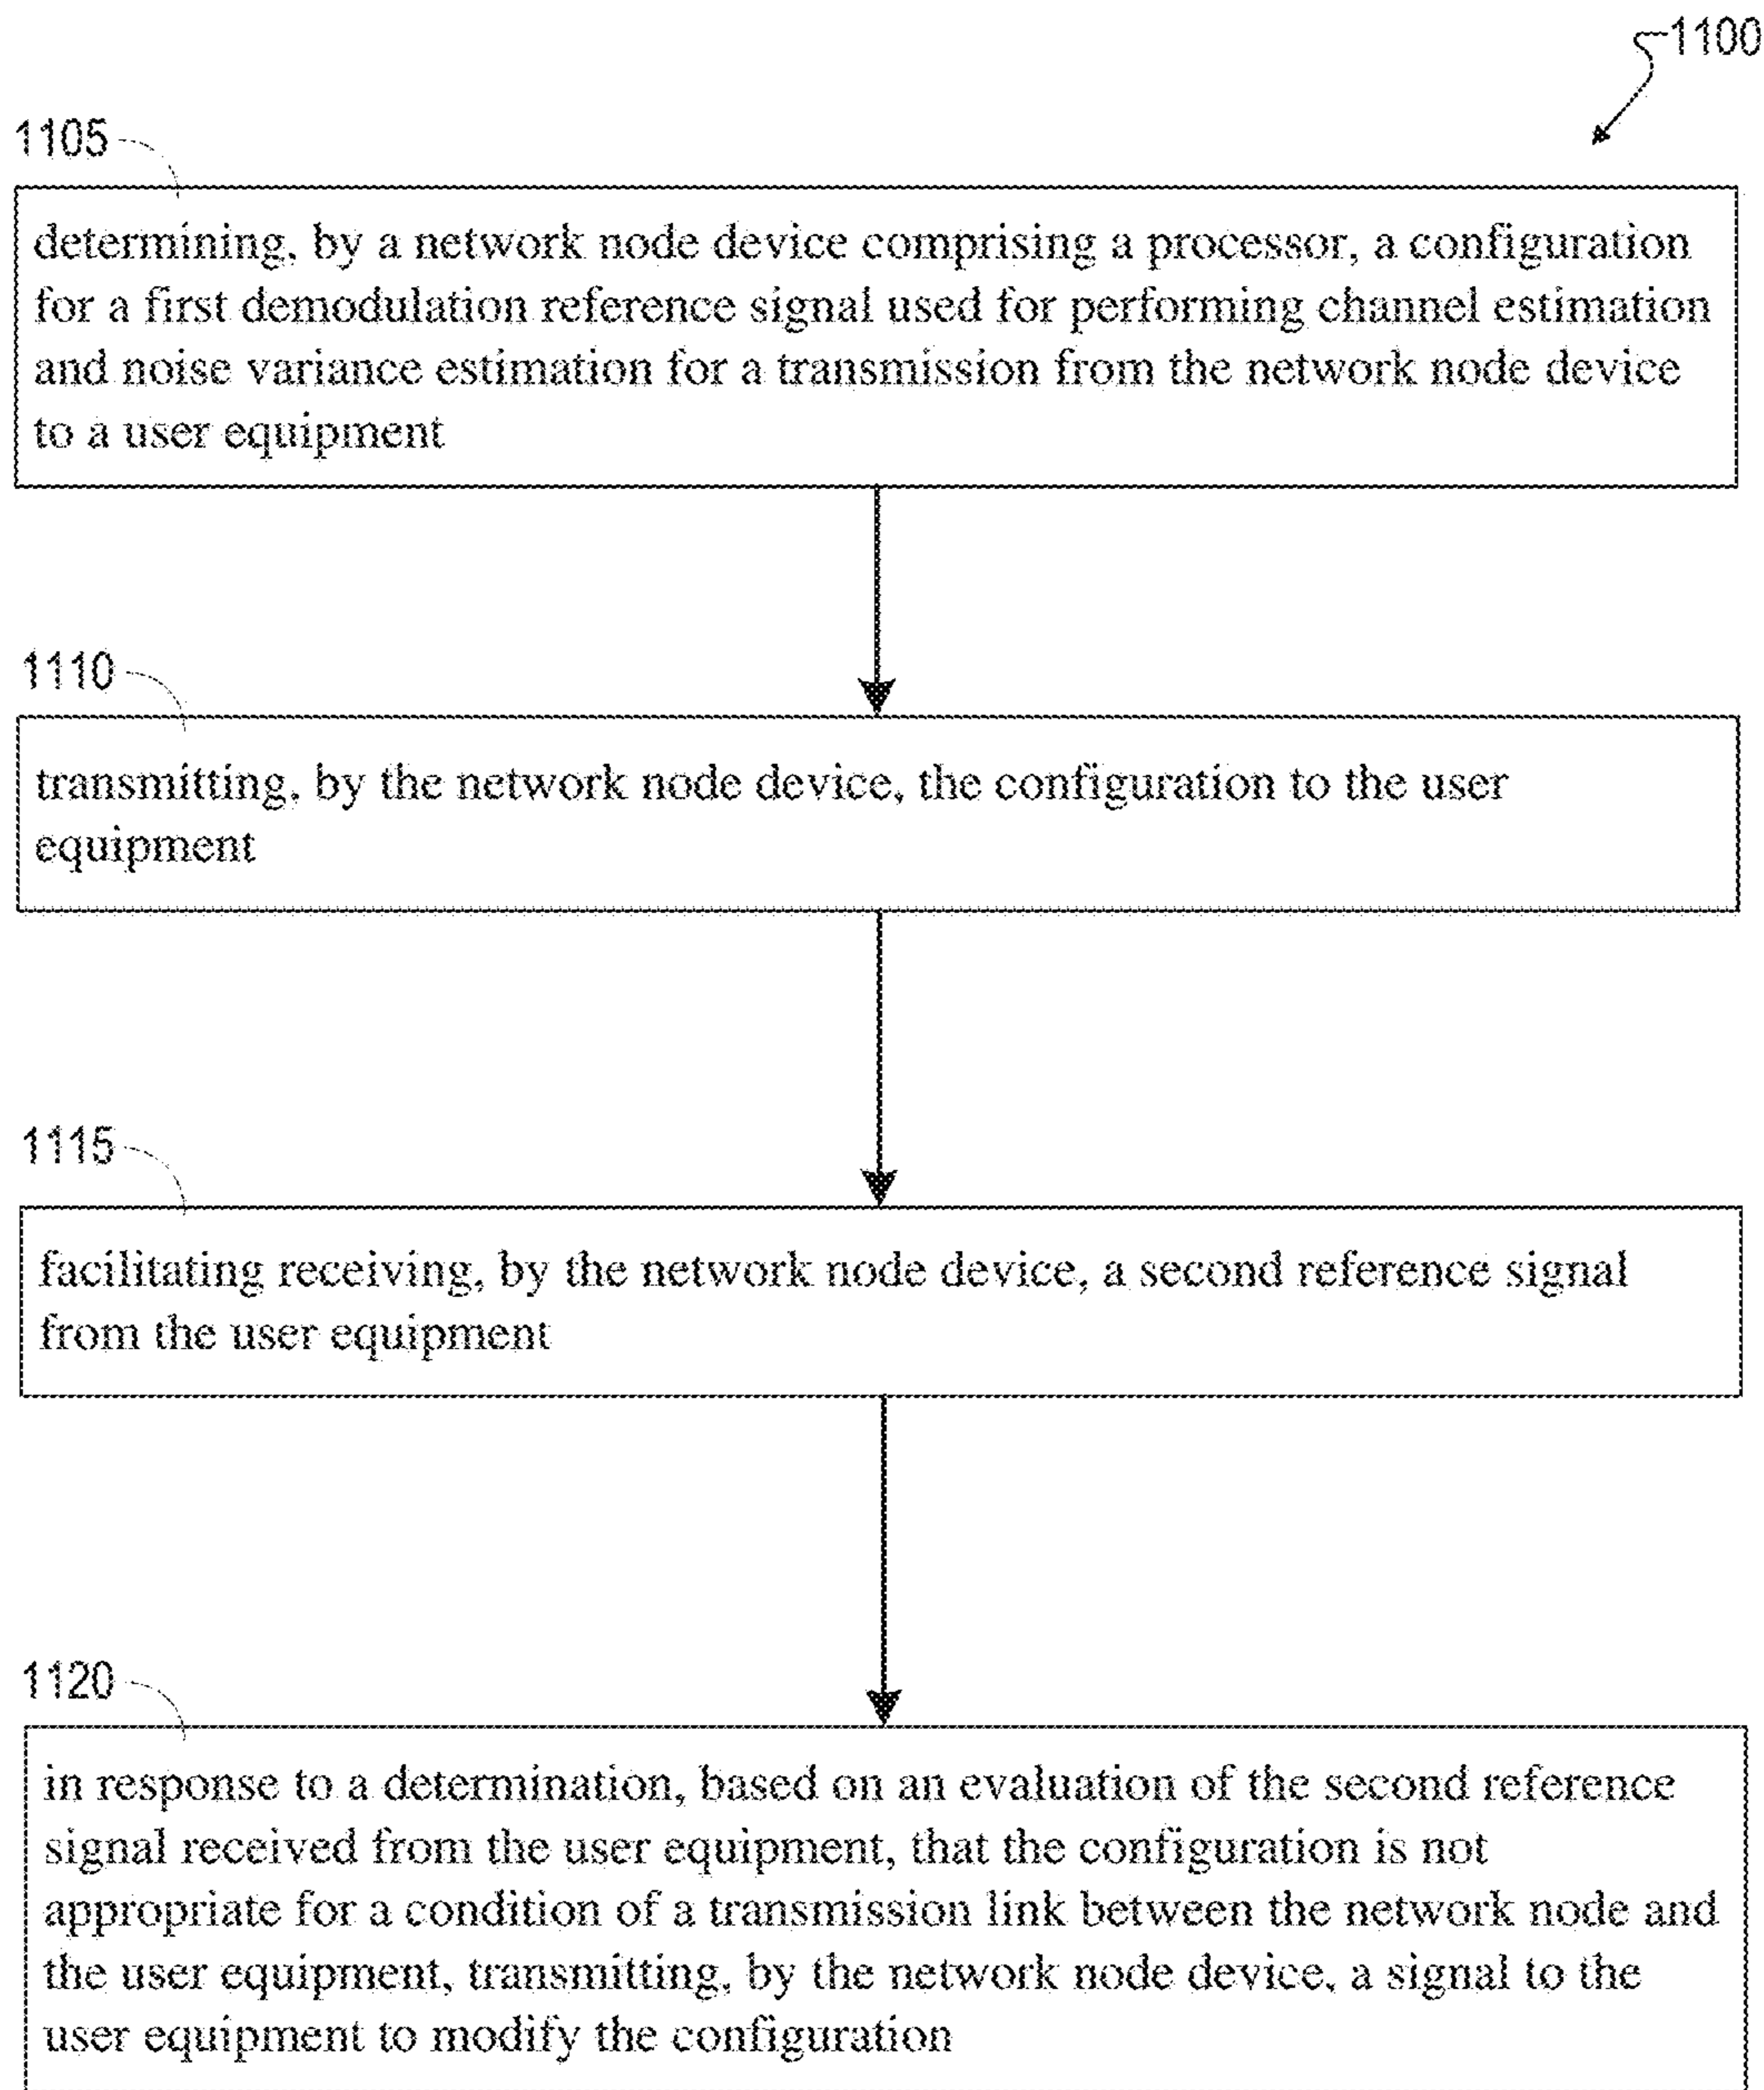 1100
1105
determining, by a network node device comprising a processor, a configuration
for a first demodulation reference signal used for performing channel estimation
and noise variance estimation for a transmission from the network node device
to a user equipment
1110
transmitting, by the network node device, the configuration to the user
equipment
1115
facilitating receiving, by the network node device, a second reference signal
from the user equipment
1120
in response to a determination, based on an evaluation of the second reference
signal received from the user equipment, that the configuration is not
appropriate for a condition of a transmission link between the network node and
the user equipment, transmitting, by the network node device, a signal to the
user equipment to modify the configuration